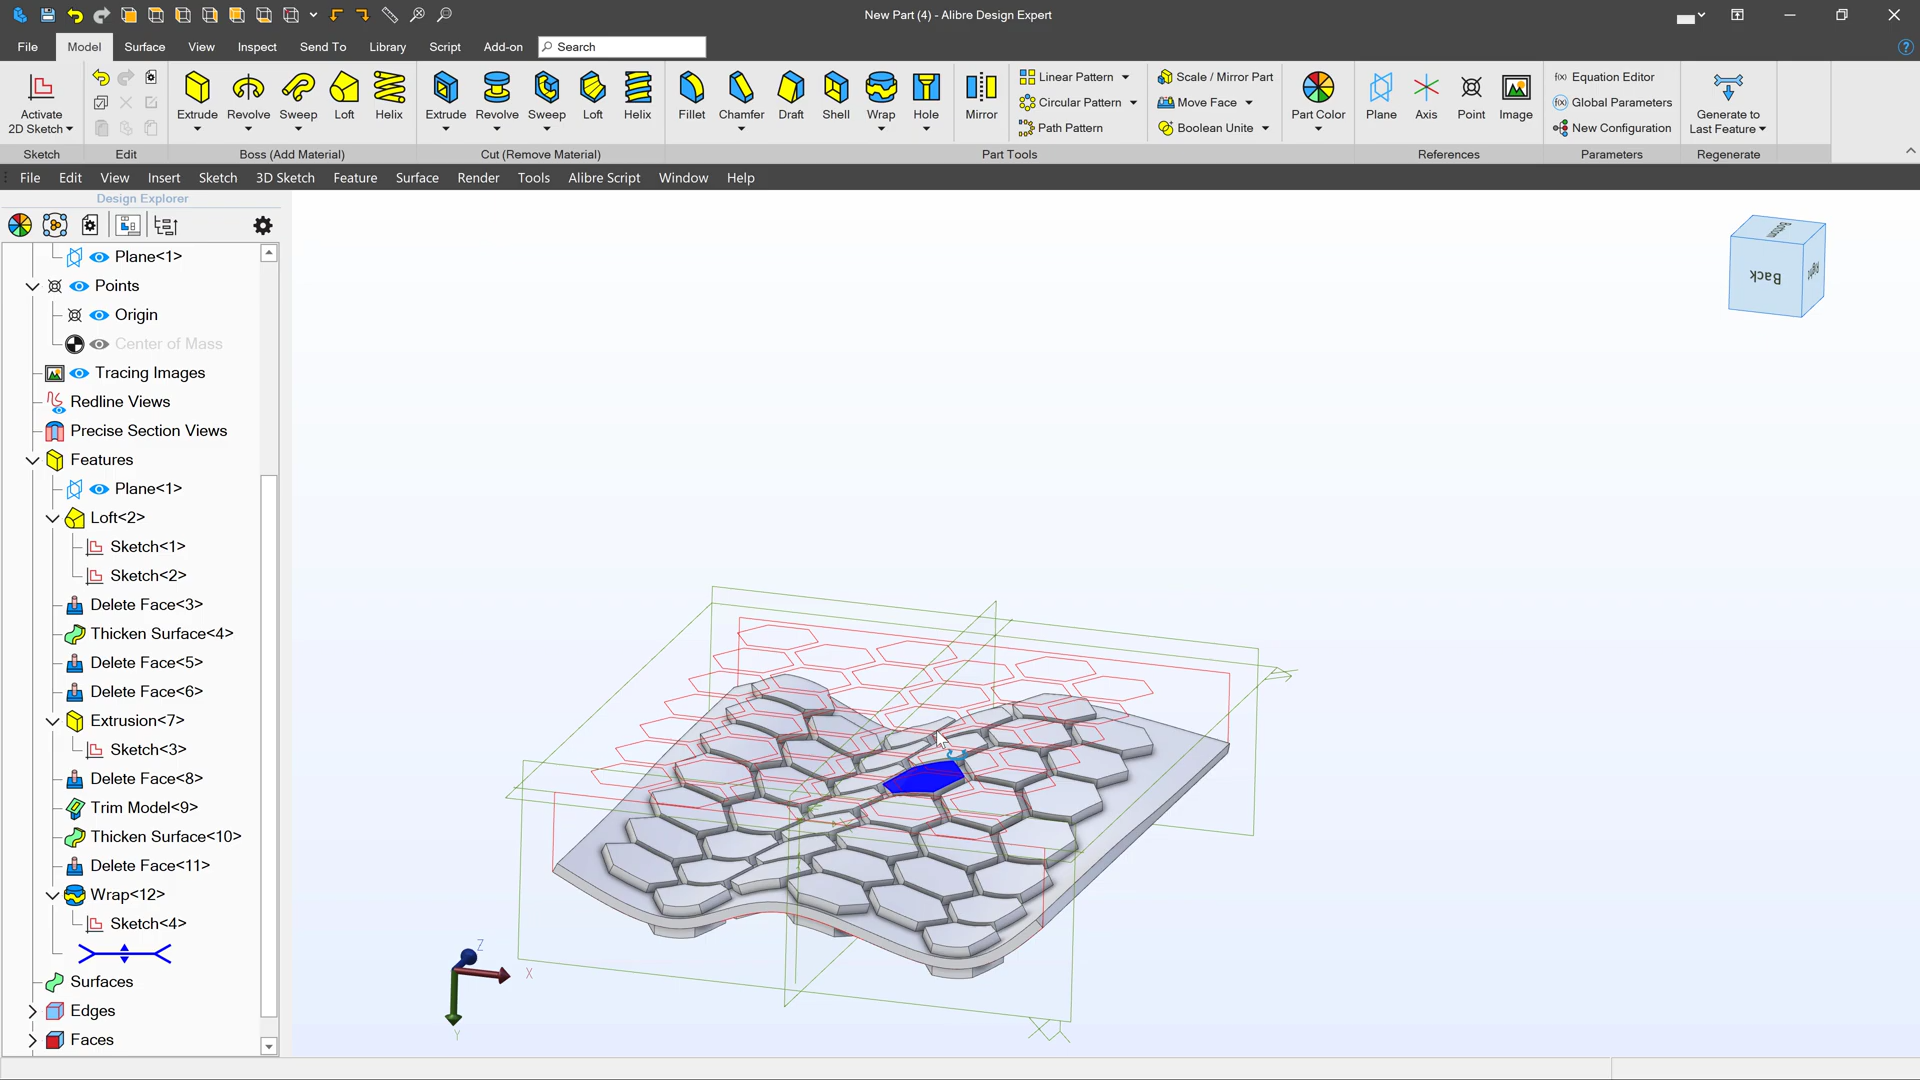 New Part (4) - Alibre Design Expert
File Model Surface View Inspect Send To Library Script Add-on Search
Activate 2D Sketch
Extrude Revolve Sweep Loft Helix
Extrude Revolve Sweep Loft Helix
Fillet Chamfer Draft Shell Wrap Hole Mirror
Linear Pattern
Circular Pattern
Path Pattern
Scale / Mirror Part
Move Face
Boolean Unite
Part Color
Plane Axis Point Image
Equation Editor
Global Parameters
New Configuration
Generate to Last Feature
Sketch Edit Boss (Add Material) Cut (Remove Material) Part Tools References Parameters Regenerate
File Edit View Insert Sketch 3D Sketch Feature Surface Render Tools Alibre Script Window Help
Design Explorer
Plane<1>
Points
Origin
Center of Mass
Tracing Images
Redline Views
Precise Section Views
Features
Plane<1>
Loft<2>
Sketch<1>
Sketch<2>
Delete Face<3>
Thicken Surface<4>
Delete Face<5>
Delete Face<6>
Extrusion<7>
Sketch<3>
Delete Face<8>
Trim Model<9>
Thicken Surface<10>
Delete Face<11>
Wrap<12>
Sketch<4>
Surfaces
Edges
Faces
Bottom
Back
Right
Z
X
Y